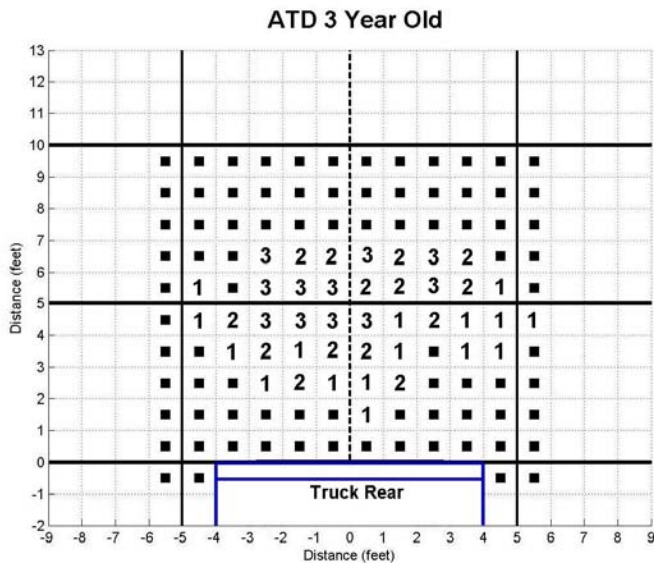 ATD 3 Year Old
13
12
11
10
9
8
7
3 2 2 3 2 3 2
6
1 3 3 3 2 2 3 2 1
5
1 2 3 3 3 3 3 1 2 1 1 1
4
1 2 1 2 2 1 1 1
3
1 2 1 1 2
2
1
1
0
Truck Rear
-1
-2
-9 -8 -7 -6 -5 -4 -3 -2 -1 0 1 2 3 4 5 6 7 8 9
Distance (feet)
Distance (feet)